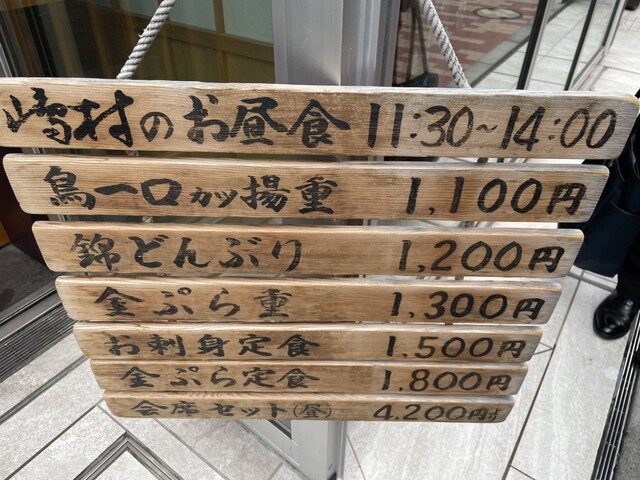 嶋村のお昼食 11:30~14:00
鳥一口カツ揚重 1,100円
錦どんぶり 1,200円
金ぷら重 1,300円
お刺身定食 1,500円
金ぷら定食 1,800円
会席セット(昼) 4,200円